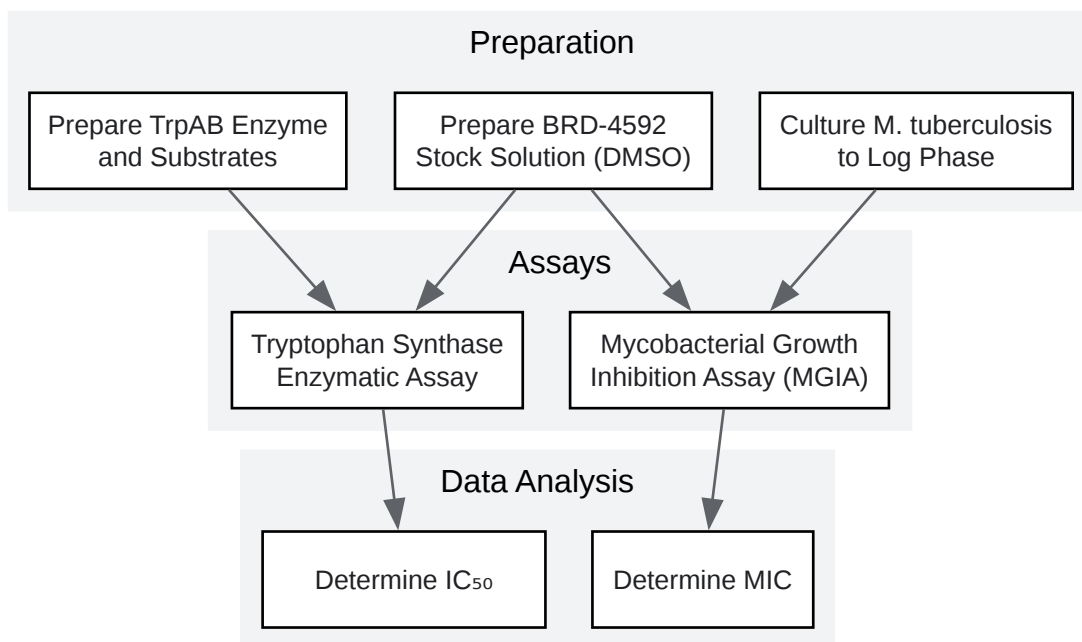 Preparation
Prepare TrpAB Enzyme
and Substrates
Prepare BRD-4592
Stock Solution (DMSO)
Culture M. tuberculosis
to Log Phase
Assays
Tryptophan Synthase
Enzymatic Assay
Mycobacterial Growth
Inhibition Assay (MGIA)
Data Analysis
Determine IC₅₀
Determine MIC